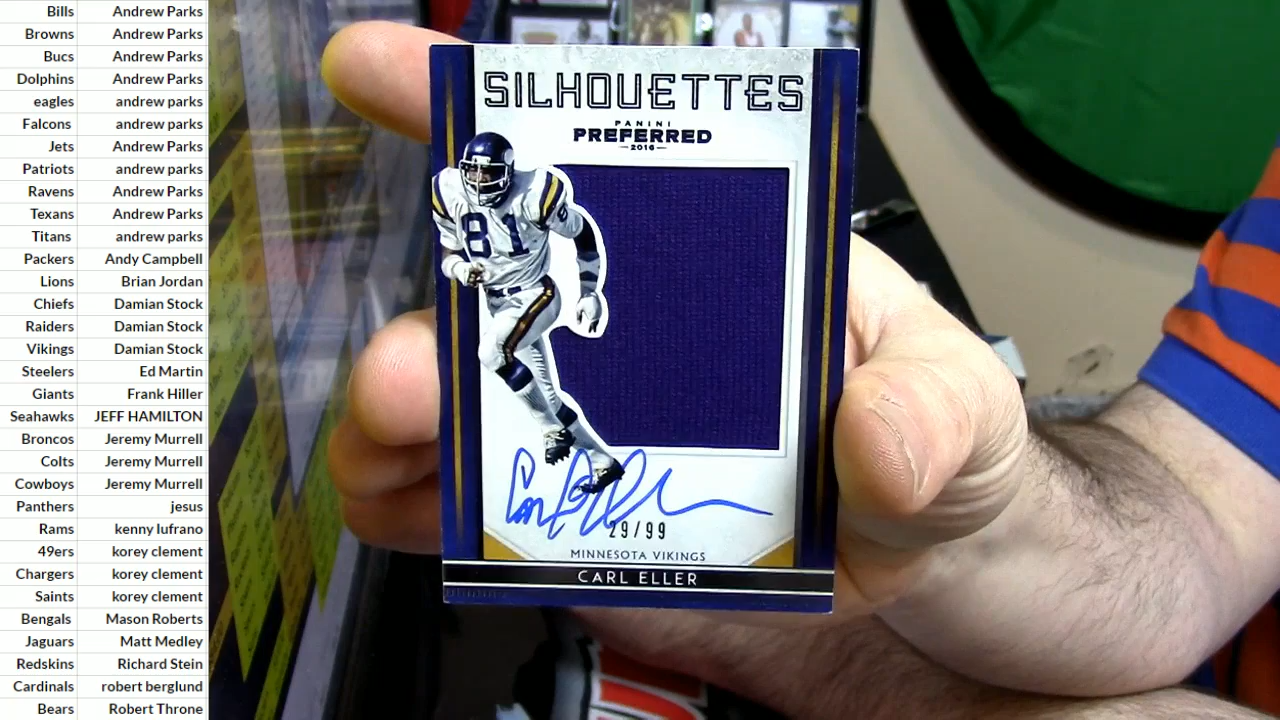 Bills Andrew Parks
Browns Andrew Parks
Bucs Andrew Parks
Dolphins Andrew Parks
eagles andrew parks
Falcons andrew parks
Jets Andrew Parks
Patriots andrew parks
Ravens Andrew Parks
Texans Andrew Parks
Titans andrew parks
Packers Andy Campbell
Lions Brian Jordan
Chiefs Damian Stock
Raiders Damian Stock
Vikings Damian Stock
Steelers Ed Martin
Giants Frank Hiller
Seahawks JEFF HAMILTON
Broncos Jeremy Murrell
Colts Jeremy Murrell
Cowboys Jeremy Murrell
Panthers jesus
Rams kenny lufrano
49ers korey clement
Chargers korey clement
Saints korey clement
Bengals Mason Roberts
Jaguars Matt Medley
Redskins Richard Stein
Cardinals robert berglund
Bears Robert Throne
SILHOUETTES
PANINI
PREFERRED
2016
81
8
29/99
MINNESOTA VIKINGS
CARL ELLER